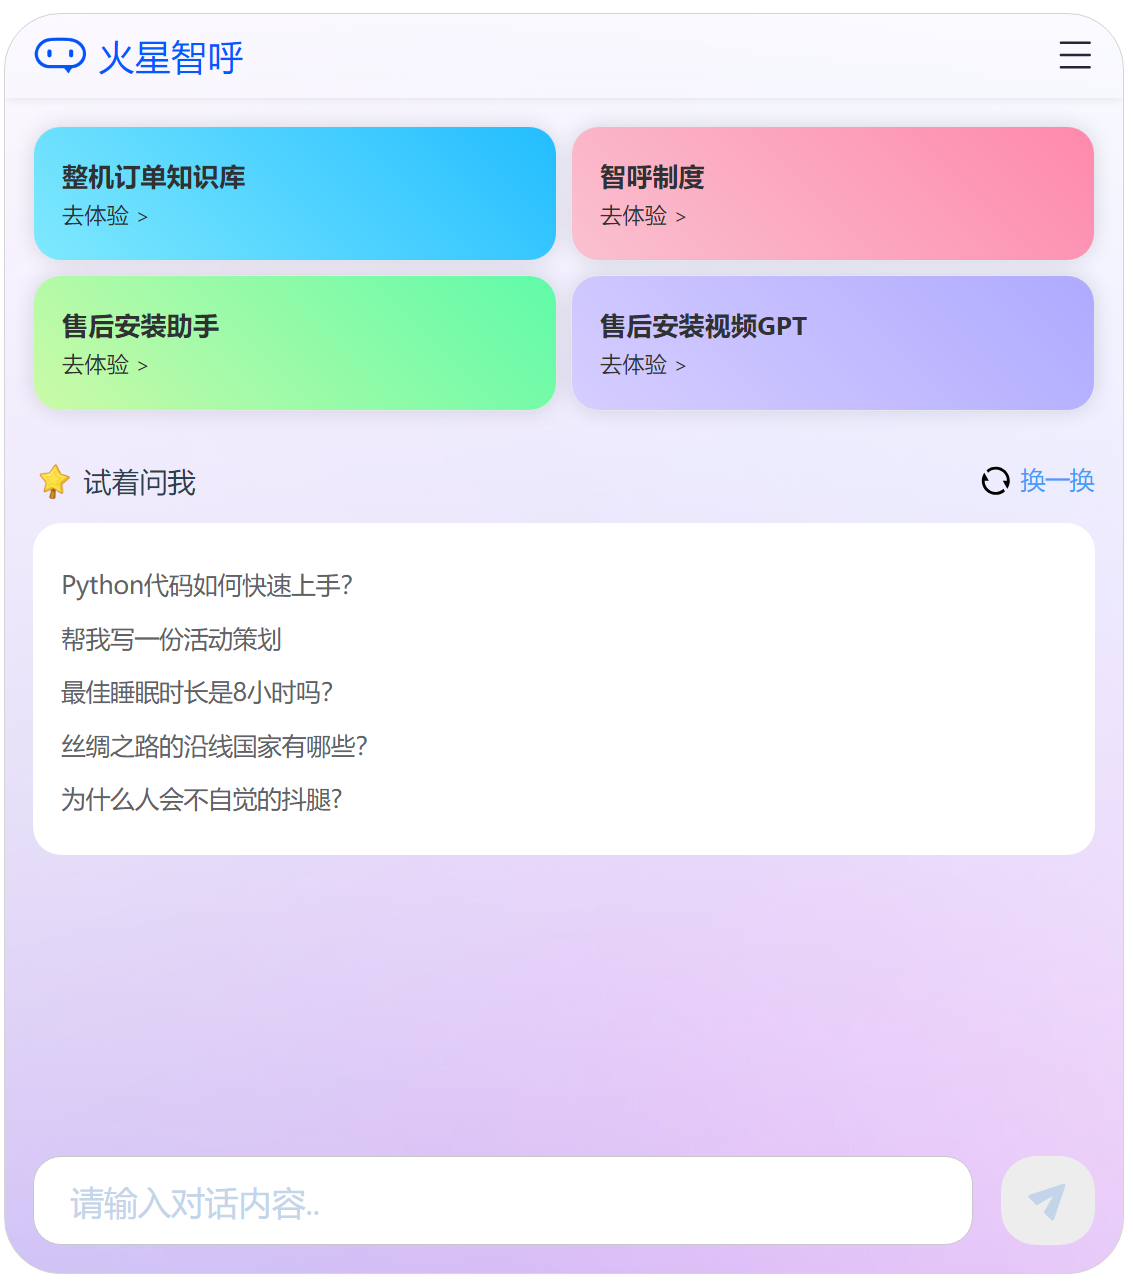 火星智呼
整机订单知识库
去体验 >
智呼制度
去体验 >
售后安装助手
去体验 >
售后安装视频GPT
去体验 >
试着问我
换一换
Python代码如何快速上手?
帮我写一份活动策划
最佳睡眠时长是8小时吗?
丝绸之路的沿线国家有哪些?
为什么人会不自觉的抖腿?
请输入对话内容..